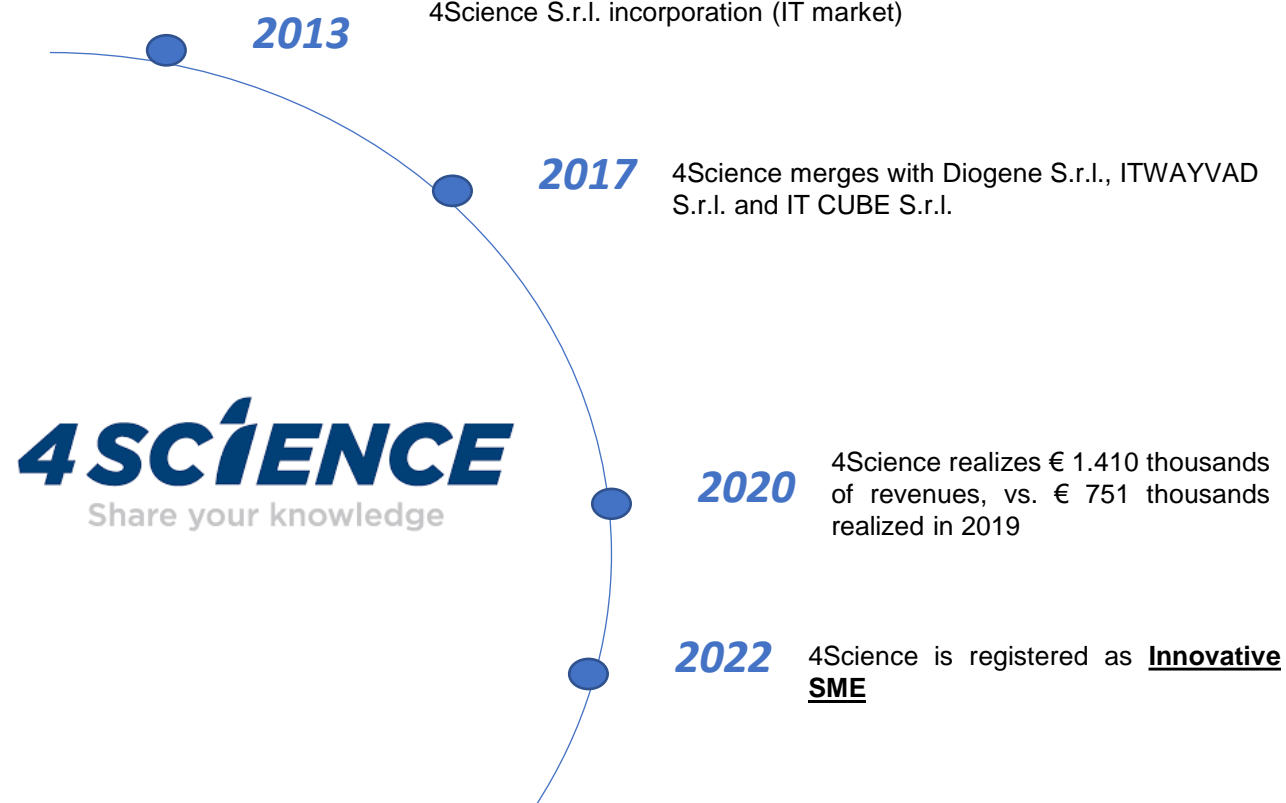 2013
4Science S.r.l. incorporation (IT market)
2017
4Science merges with Diogene S.r.l., ITWAYVAD
S.r.l. and IT CUBE S.r.l.
4SCIENCE
Share your knowledge
2020
4Science realizes € 1.410 thousands
of revenues, vs. € 751 thousands
realized in 2019
2022
4Science is registered as Innovative
SME